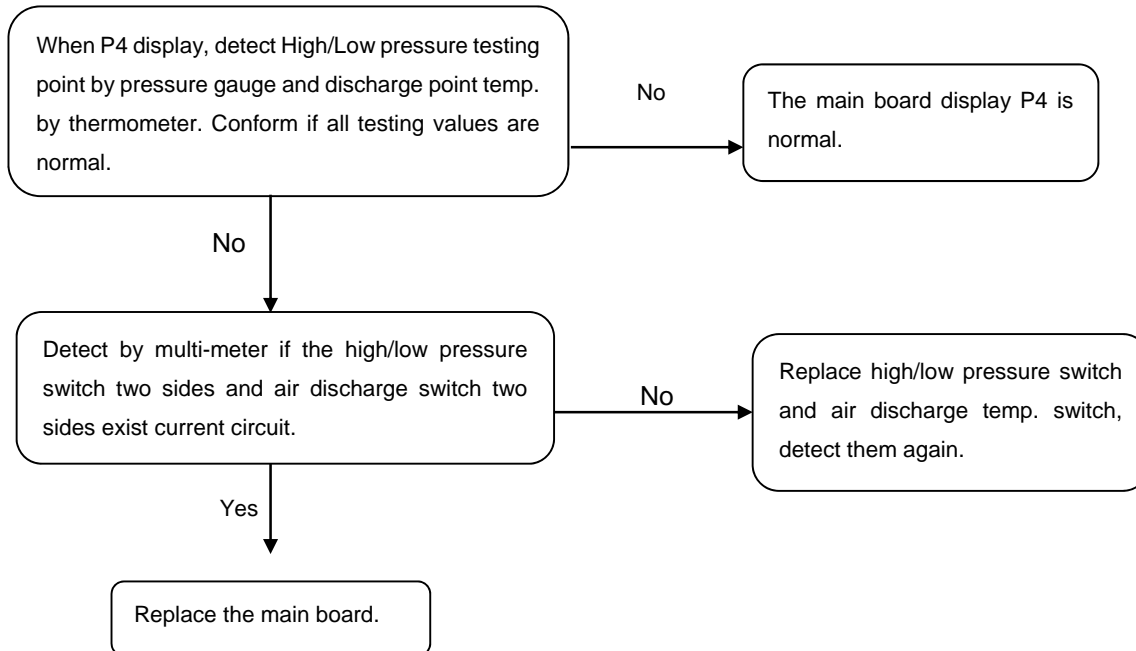 When P4 display, detect High/Low pressure testing
point by pressure gauge and discharge point temp.
by thermometer. Conform if all testing values are
normal.
No
The main board display P4 is
normal.
No
Detect by multi-meter if the high/low pressure
switch two sides and air discharge switch two
sides exist current circuit.
No
Replace high/low pressure switch
and air discharge temp. switch,
detect them again.
Yes
Replace the main board.